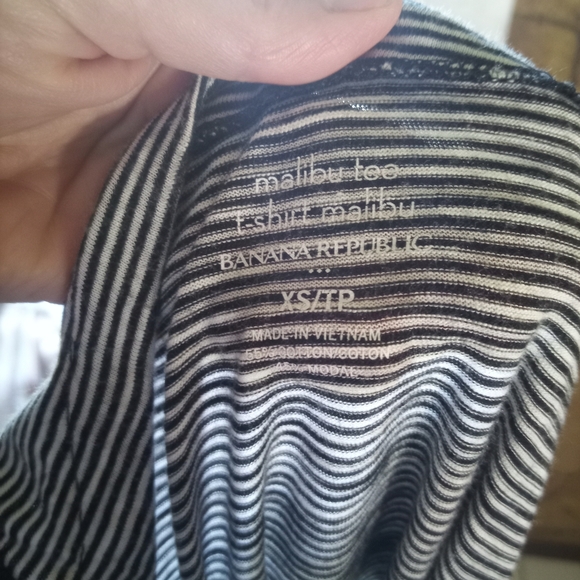 malibu tee
t-shirt malibu
BANANA REPUBLIC
XS/TP
MADE IN VIETNAM
COTTON/COTON
MODAL